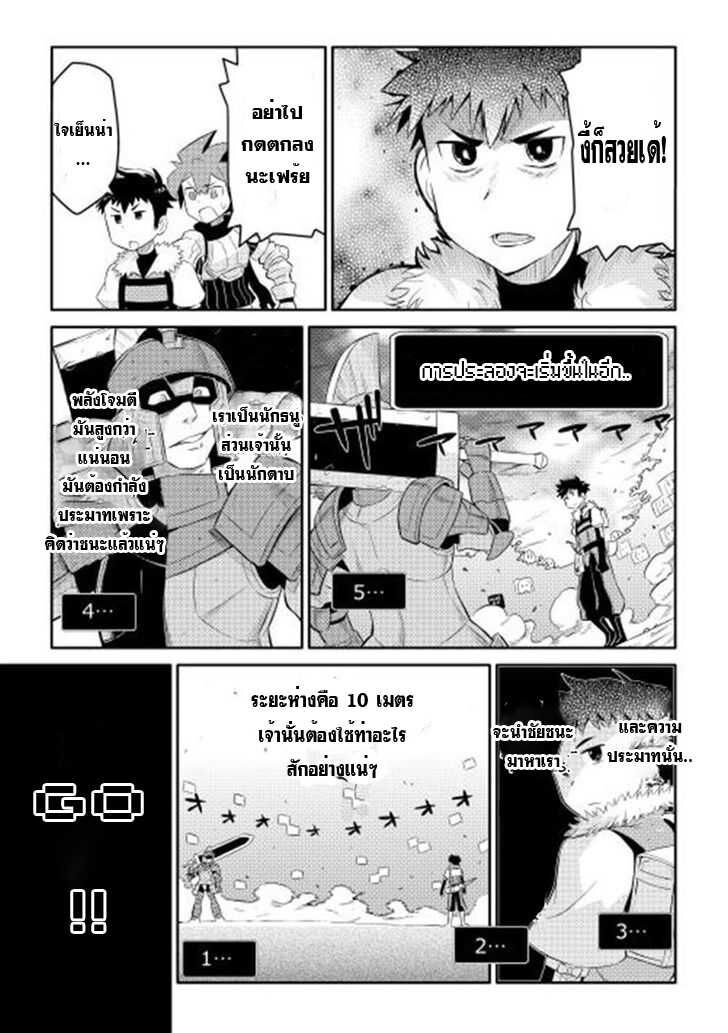 งี้ก็สวยเด้!
อย่าไป
กดตกลง
นะเฟร้ย
ใจเย็นน่า
...
การประลองจะเริ่มขึ้นในอีก..
5…
เราเป็นนักธนู
ส่วนเจ้านั้น
เป็นนักดาบ
พลังโจมตี
มันสูงกว่า
แน่นอน
มันต้องกำลัง
ประมาทเพราะ
คิดว่าชนะแล้วแน่ๆ
4…
และความ
ประมาทนั้น..
จะนำชัยชนะ
มาหาเรา
3…
2…
ระยะห่างคือ 10 เมตร
เจ้านั่นต้องใช้ท่าอะไร
สักอย่างแน่ๆ
1…
GO
!!